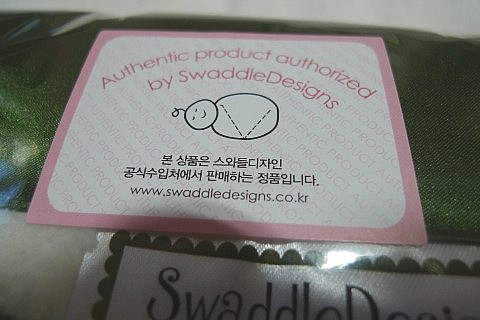 Authentic product authorized
by SwaddleDesigns
본 상품은 스와들디자인
공식수입처에서 판매하는 정품입니다.
www.swaddledesigns.co.kr